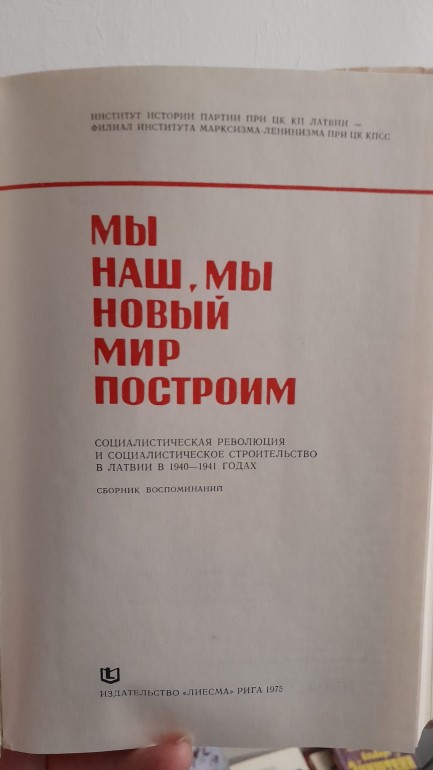 ИНСТИТУТ ИСТОРИИ ПАРТИИ ПРИ ЦК КП ЛАТВИИ —
ФИЛИАЛ ИНСТИТУТА МАРКСИЗМА-ЛЕНИНИЗМА ПРИ ЦК КПСС
МЫ
НАШ, МЫ
НОВЫЙ
МИР
ПОСТРОИМ
СОЦИАЛИСТИЧЕСКАЯ РЕВОЛЮЦИЯ
И СОЦИАЛИСТИЧЕСКОЕ СТРОИТЕЛЬСТВО
В ЛАТВИИ В 1940—1941 ГОДАХ
СБОРНИК ВОСПОМИНАНИЙ
ИЗДАТЕЛЬСТВО «ЛИЕСМА» РИГА 1975